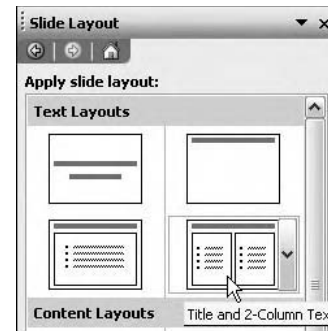 Slide Layout
Apply slide layout:
Text Layouts
Content Layouts
Title and 2-Column Tex